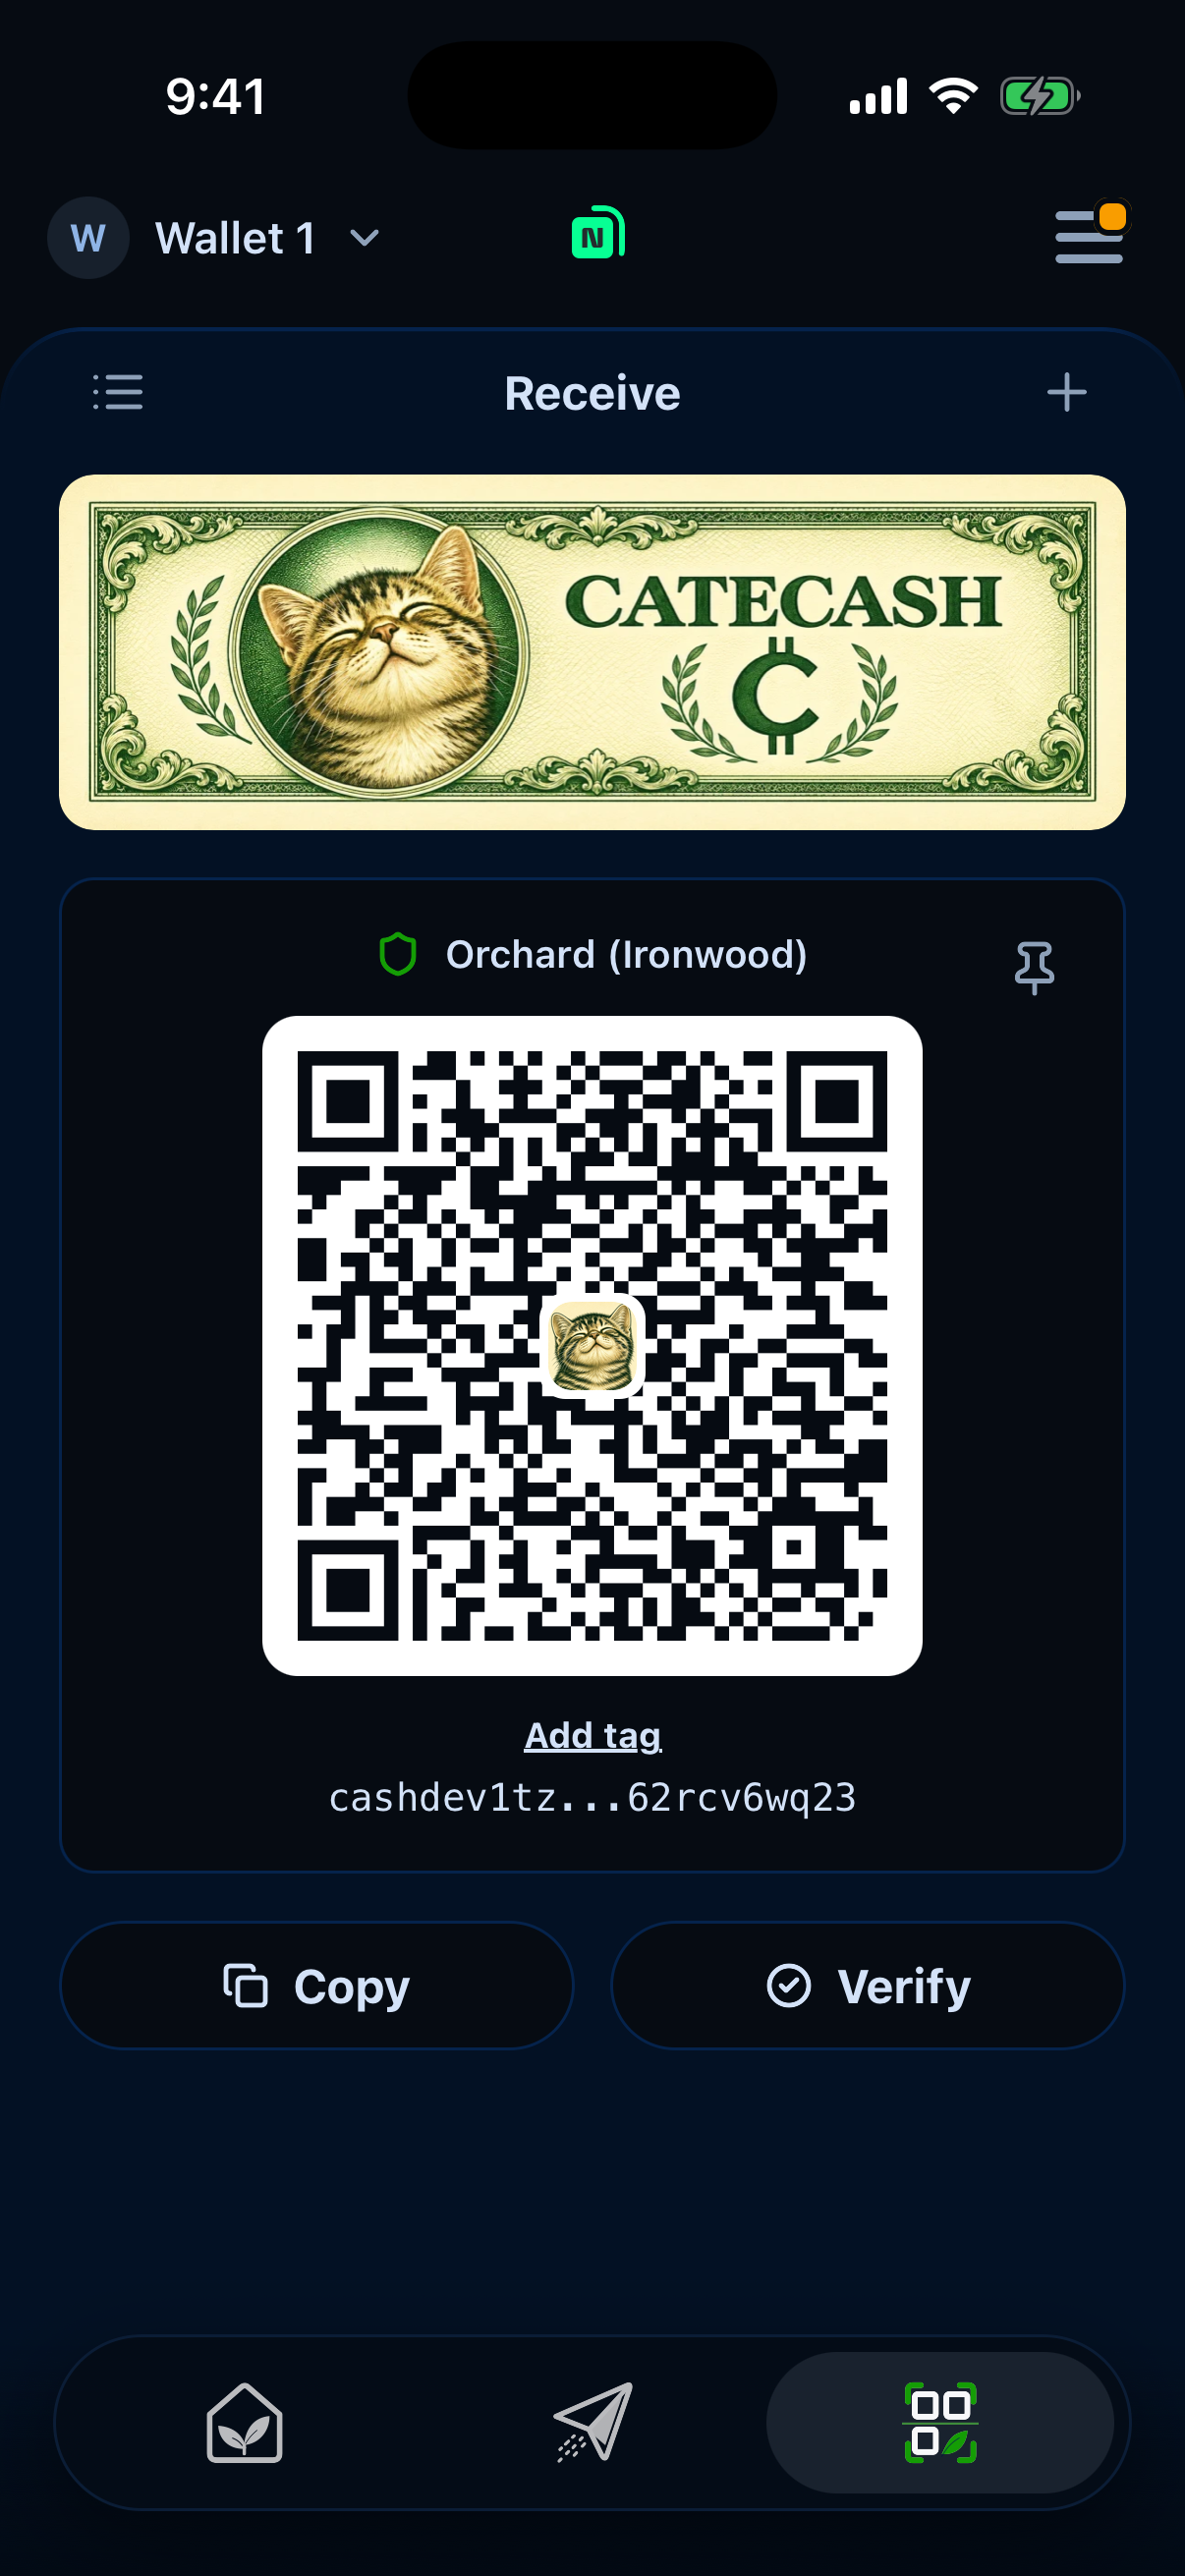 9:41
W
Wallet 1
N
Receive
CATECASH
₵
Orchard (Ironwood)
Add tag
cashdev1tz...62rcv6wq23
Copy
Verify